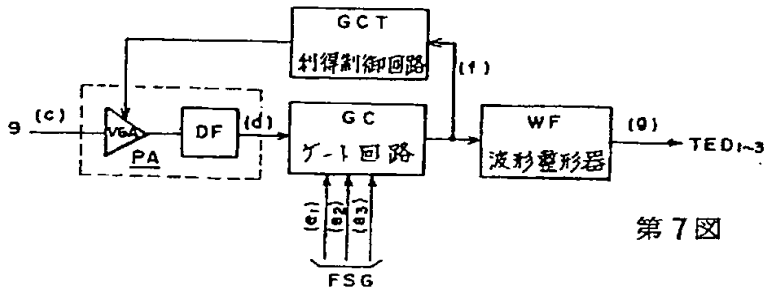 GCT
利得制御回路
(f)
9
(c)
VGA
PA
DF
(d)
GC
ゲート回路
WF
波形整形器
(g)
TED1~3
(e1)
(e2)
(e3)
FSG
第7図